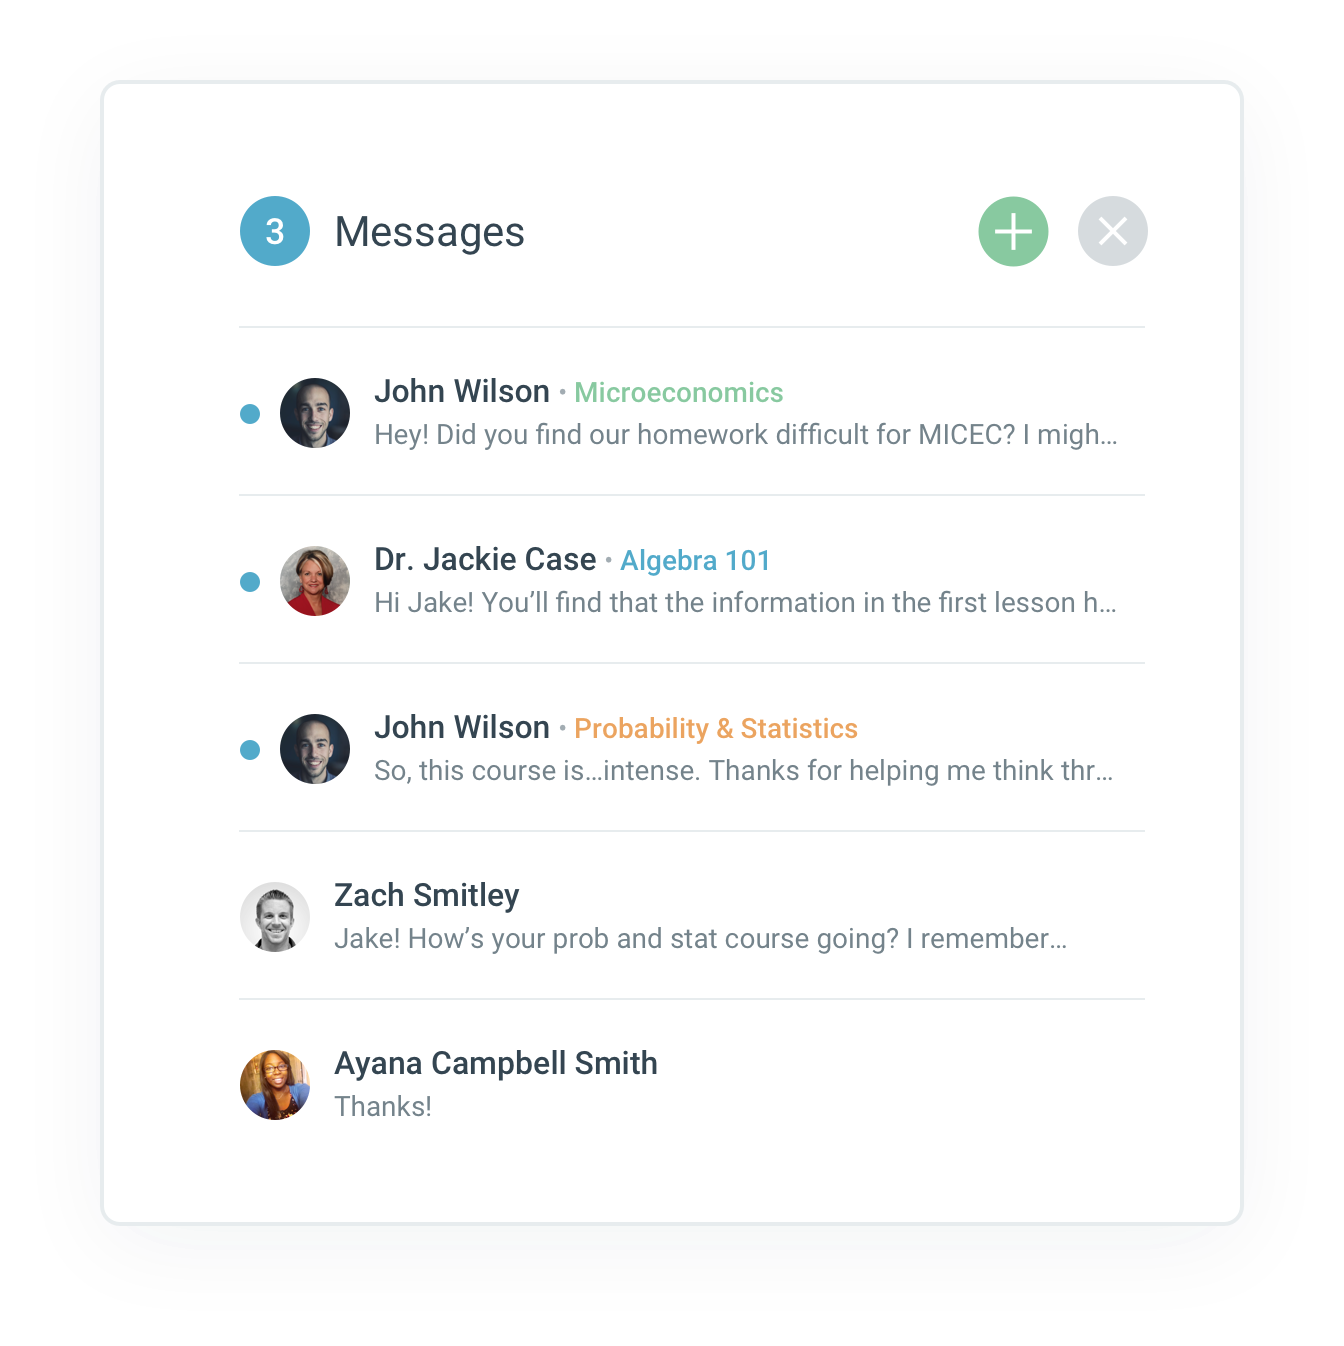 3 Messages
John Wilson • Microeconomics
Hey! Did you find our homework difficult for MICEC? I migh...
Dr. Jackie Case • Algebra 101
Hi Jake! You’ll find that the information in the first lesson h...
John Wilson • Probability & Statistics
So, this course is...intense. Thanks for helping me think thr...
Zach Smitley
Jake! How’s your prob and stat course going? I remember...
Ayana Campbell Smith
Thanks!